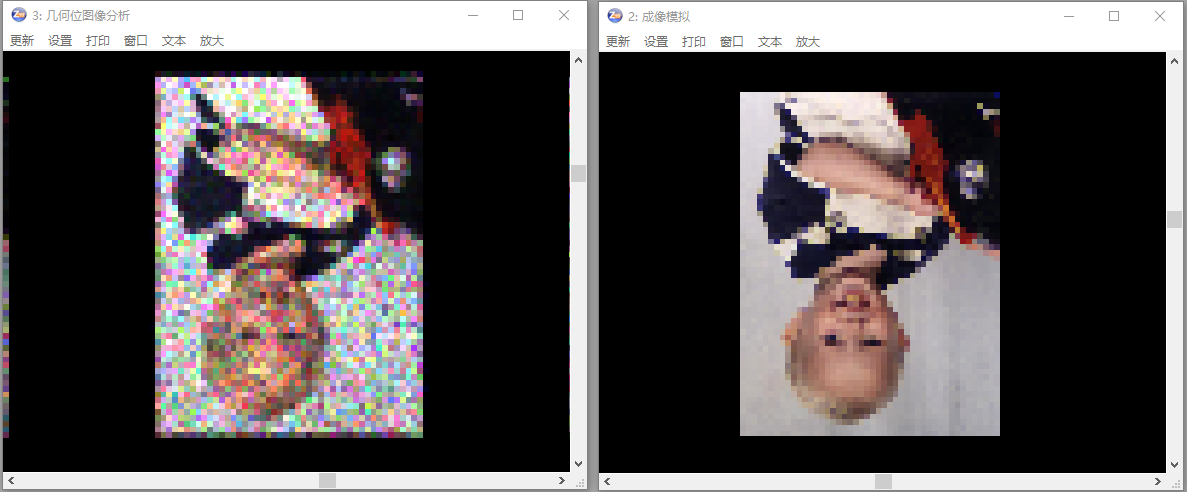 3: 几何位图像分析
更新 设置 打印 窗口 文本 放大
2: 成像模拟
更新 设置 打印 窗口 文本 放大